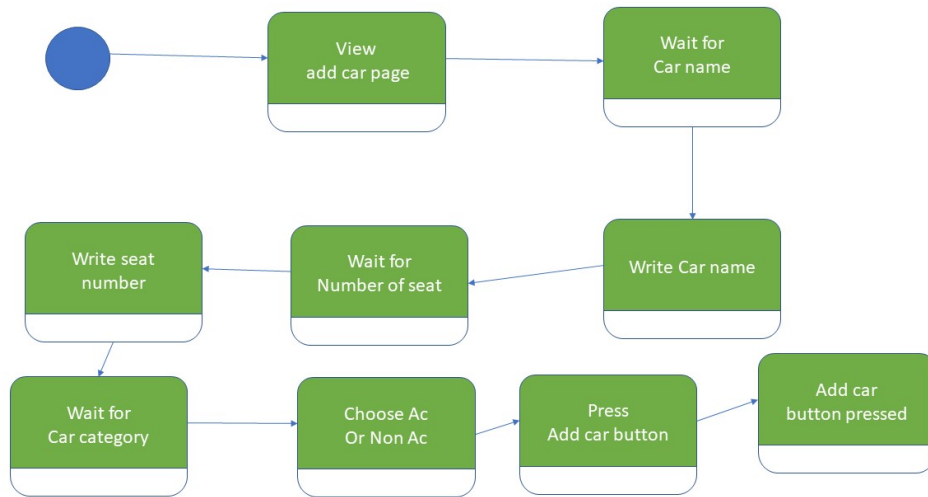 View
add car page
Wait for
Car name
Write Car name
Wait for
Number of seat
Write seat
number
Wait for
Car category
Choose Ac
Or Non Ac
Press
Add car button
Add car
button pressed